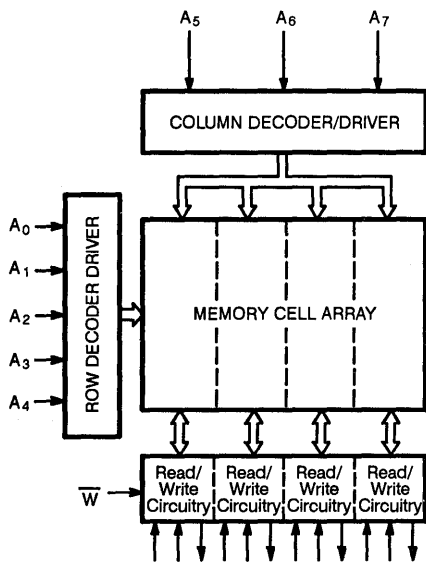 A5 A6 A7
COLUMN DECODER/DRIVER
A0
A1
A2
A3
A4
ROW DECODER DRIVER
MEMORY CELL ARRAY
W̅
Read/ Read/ Read/ Read/
Write Write Write Write
Circuitry Circuitry Circuitry Circuitry